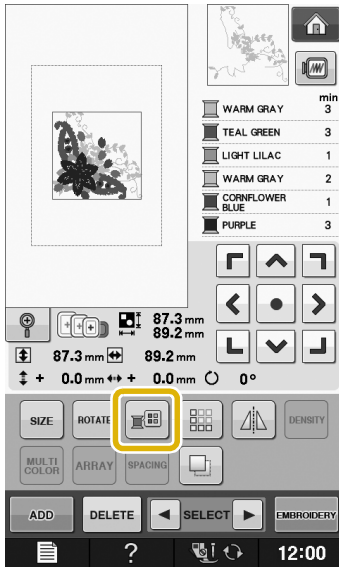 min
WARM GRAY 3
TEAL GREEN 3
LIGHT LILAC 1
WARM GRAY 2
CORNFLOWER
BLUE 1
PURPLE 3
87.3 mm
89.2 mm
87.3 mm 89.2 mm
+ 0.0 mm + 0.0 mm 0°
SIZE ROTATE DENSITY
MULTI
COLOR ARRAY SPACING
ADD DELETE SELECT EMBROIDERY
? 12:00